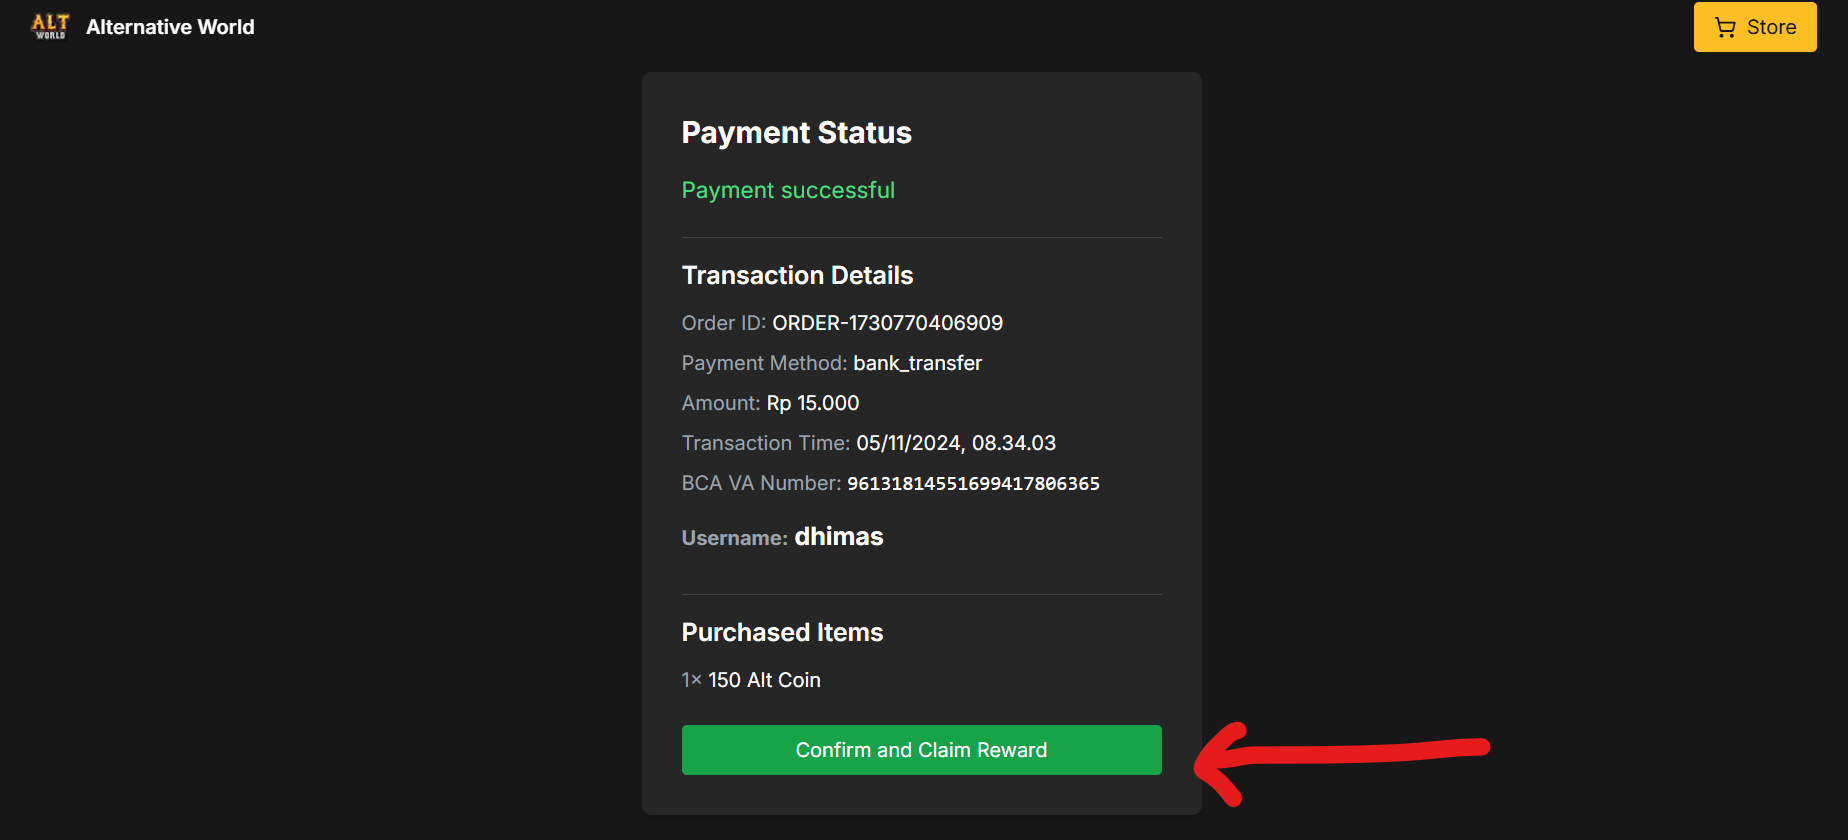 ALT
WORLD
Alternative World
Store
Payment Status
Payment successful
Transaction Details
Order ID: ORDER-1730770406909
Payment Method: bank_transfer
Amount: Rp 15.000
Transaction Time: 05/11/2024, 08.34.03
BCA VA Number: 96131814551699417806365
Username: dhimas
Purchased Items
1× 150 Alt Coin
Confirm and Claim Reward